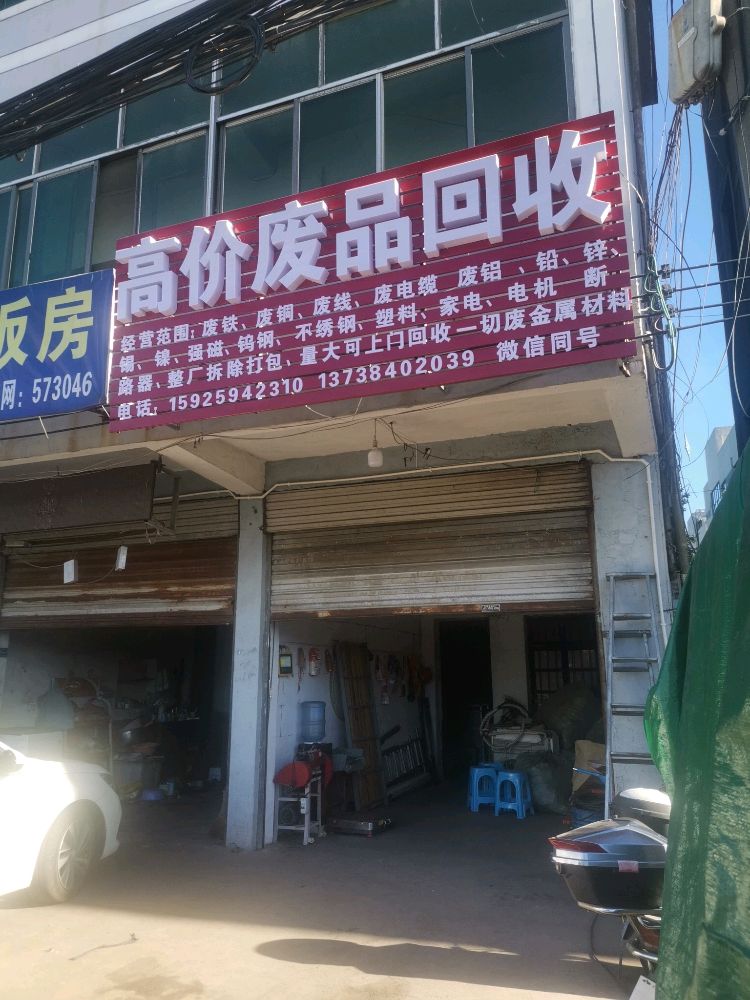 高价废品回收
经营范围:废铁、废铜、废线、废电缆 废铝、铅、锌、
锡、镍、强磁、钨钢、不绣钢、塑料、家电、电机 断
路器、整厂拆除打包、量大可上门回收一切废金属材料
电话:15925942310 13738402039 微信同号
板房
网:573046